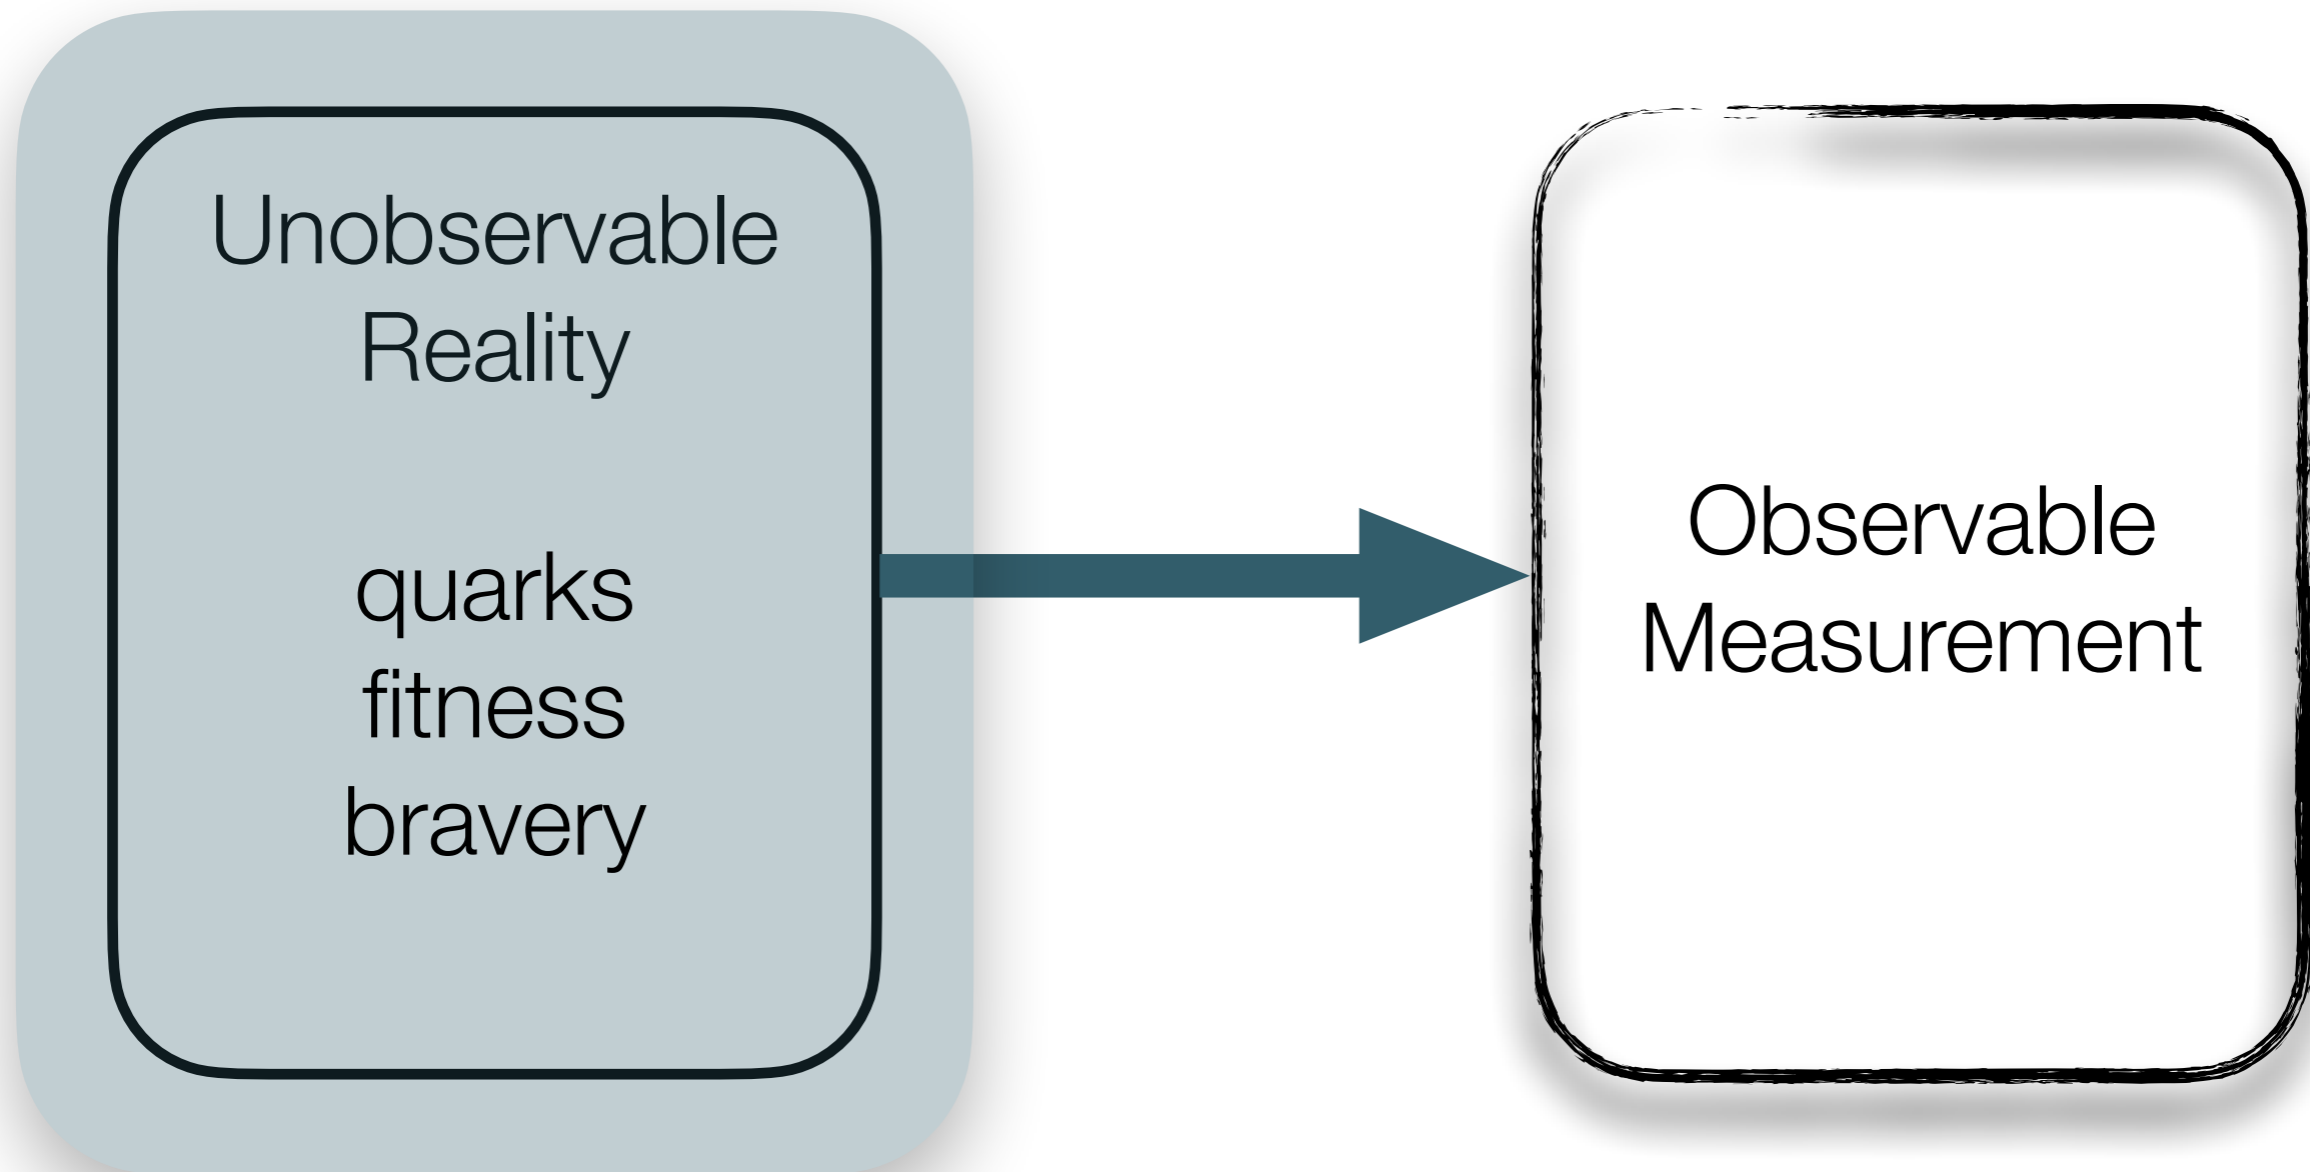 Unobservable
Reality
quarks
fitness
bravery
Observable
Measurement